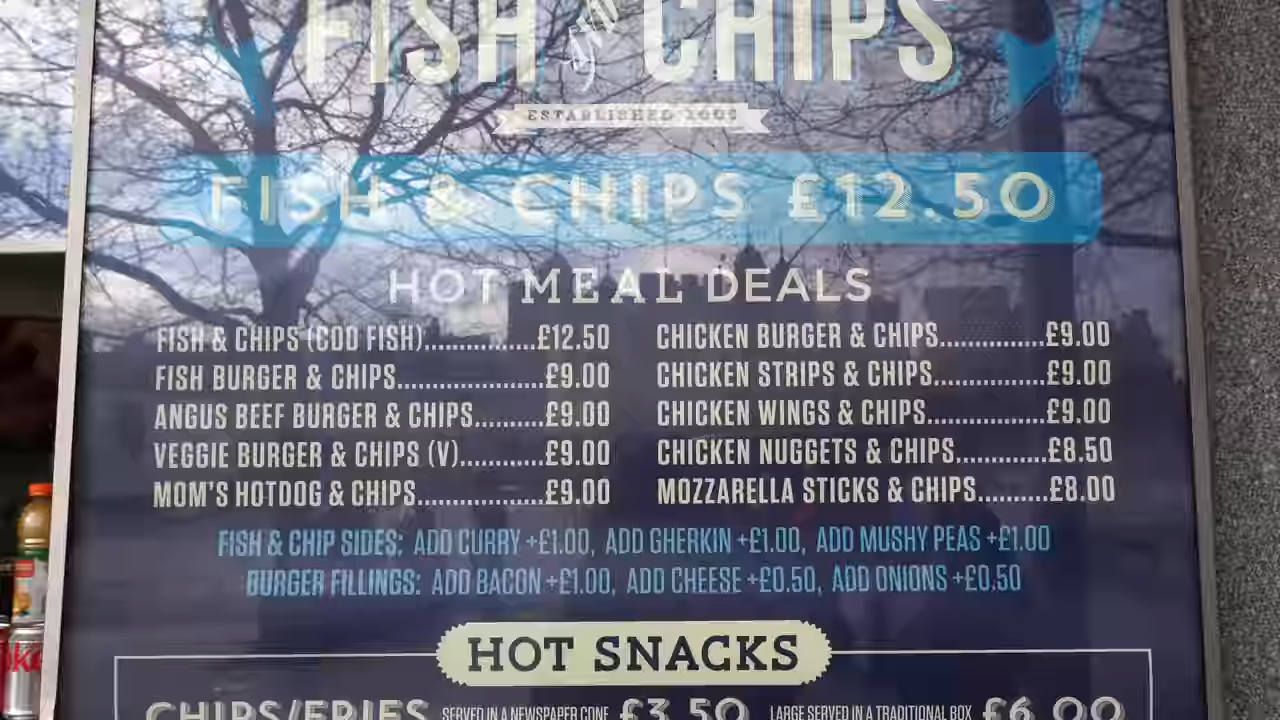 FISH CHIPS
ESTABLISHED
FISH & CHIPS £12.50
HOT MEAL DEALS
FISH & CHIPS (COD FISH)...............£12.50
FISH BURGER & CHIPS.....................£9.00
ANGUS BEEF BURGER & CHIPS..........£9.00
VEGGIE BURGER & CHIPS (V)............£9.00
MOM'S HOTDOG & CHIPS..................£9.00
CHICKEN BURGER & CHIPS...............£9.00
CHICKEN STRIPS & CHIPS................£9.00
CHICKEN WINGS & CHIPS.................£9.00
CHICKEN NUGGETS & CHIPS.............£8.50
MOZZARELLA STICKS & CHIPS..........£8.00
FISH & CHIP SIDES: ADD CURRY +£1.00, ADD GHERKIN +£1.00, ADD MUSHY PEAS +£1.00
BURGER FILLINGS: ADD BACON +£1.00, ADD CHEESE +£0.50, ADD ONIONS +£0.50
HOT SNACKS
CHIPS/FRIES SERVED IN A NEWSPAPER CONE £3.50 LARGE SERVED IN A TRADITIONAL BOX £6.00